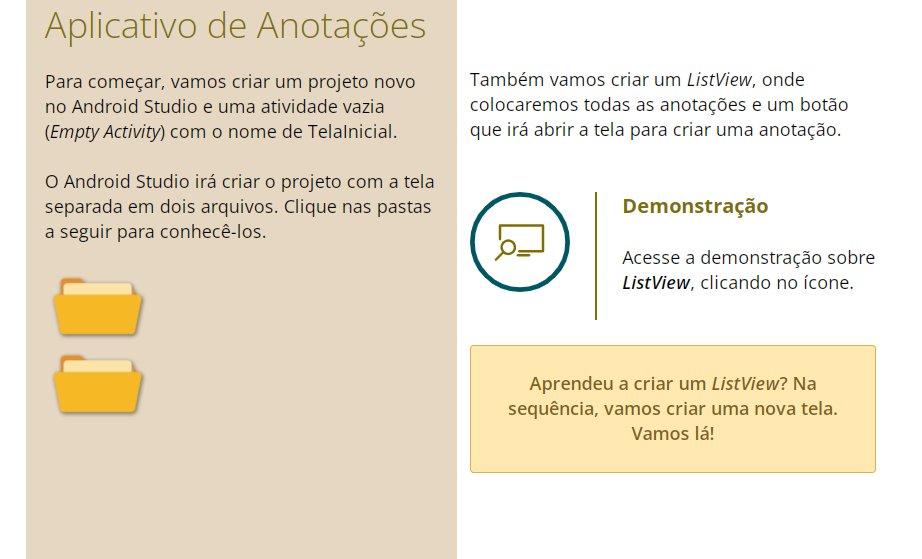 Aplicativo de Anotações
Para começar, vamos criar um projeto novo
no Android Studio e uma atividade vazia
(Empty Activity) com o nome de TelaInicial.
O Android Studio irá criar o projeto com a tela
separada em dois arquivos. Clique nas pastas
a seguir para conhecê-los.
Também vamos criar um ListView, onde
colocaremos todas as anotações e um botão
que irá abrir a tela para criar uma anotação.
Demonstração
Acesse a demonstração sobre
ListView, clicando no ícone.
Aprendeu a criar um ListView? Na
sequência, vamos criar uma nova tela.
Vamos lá!